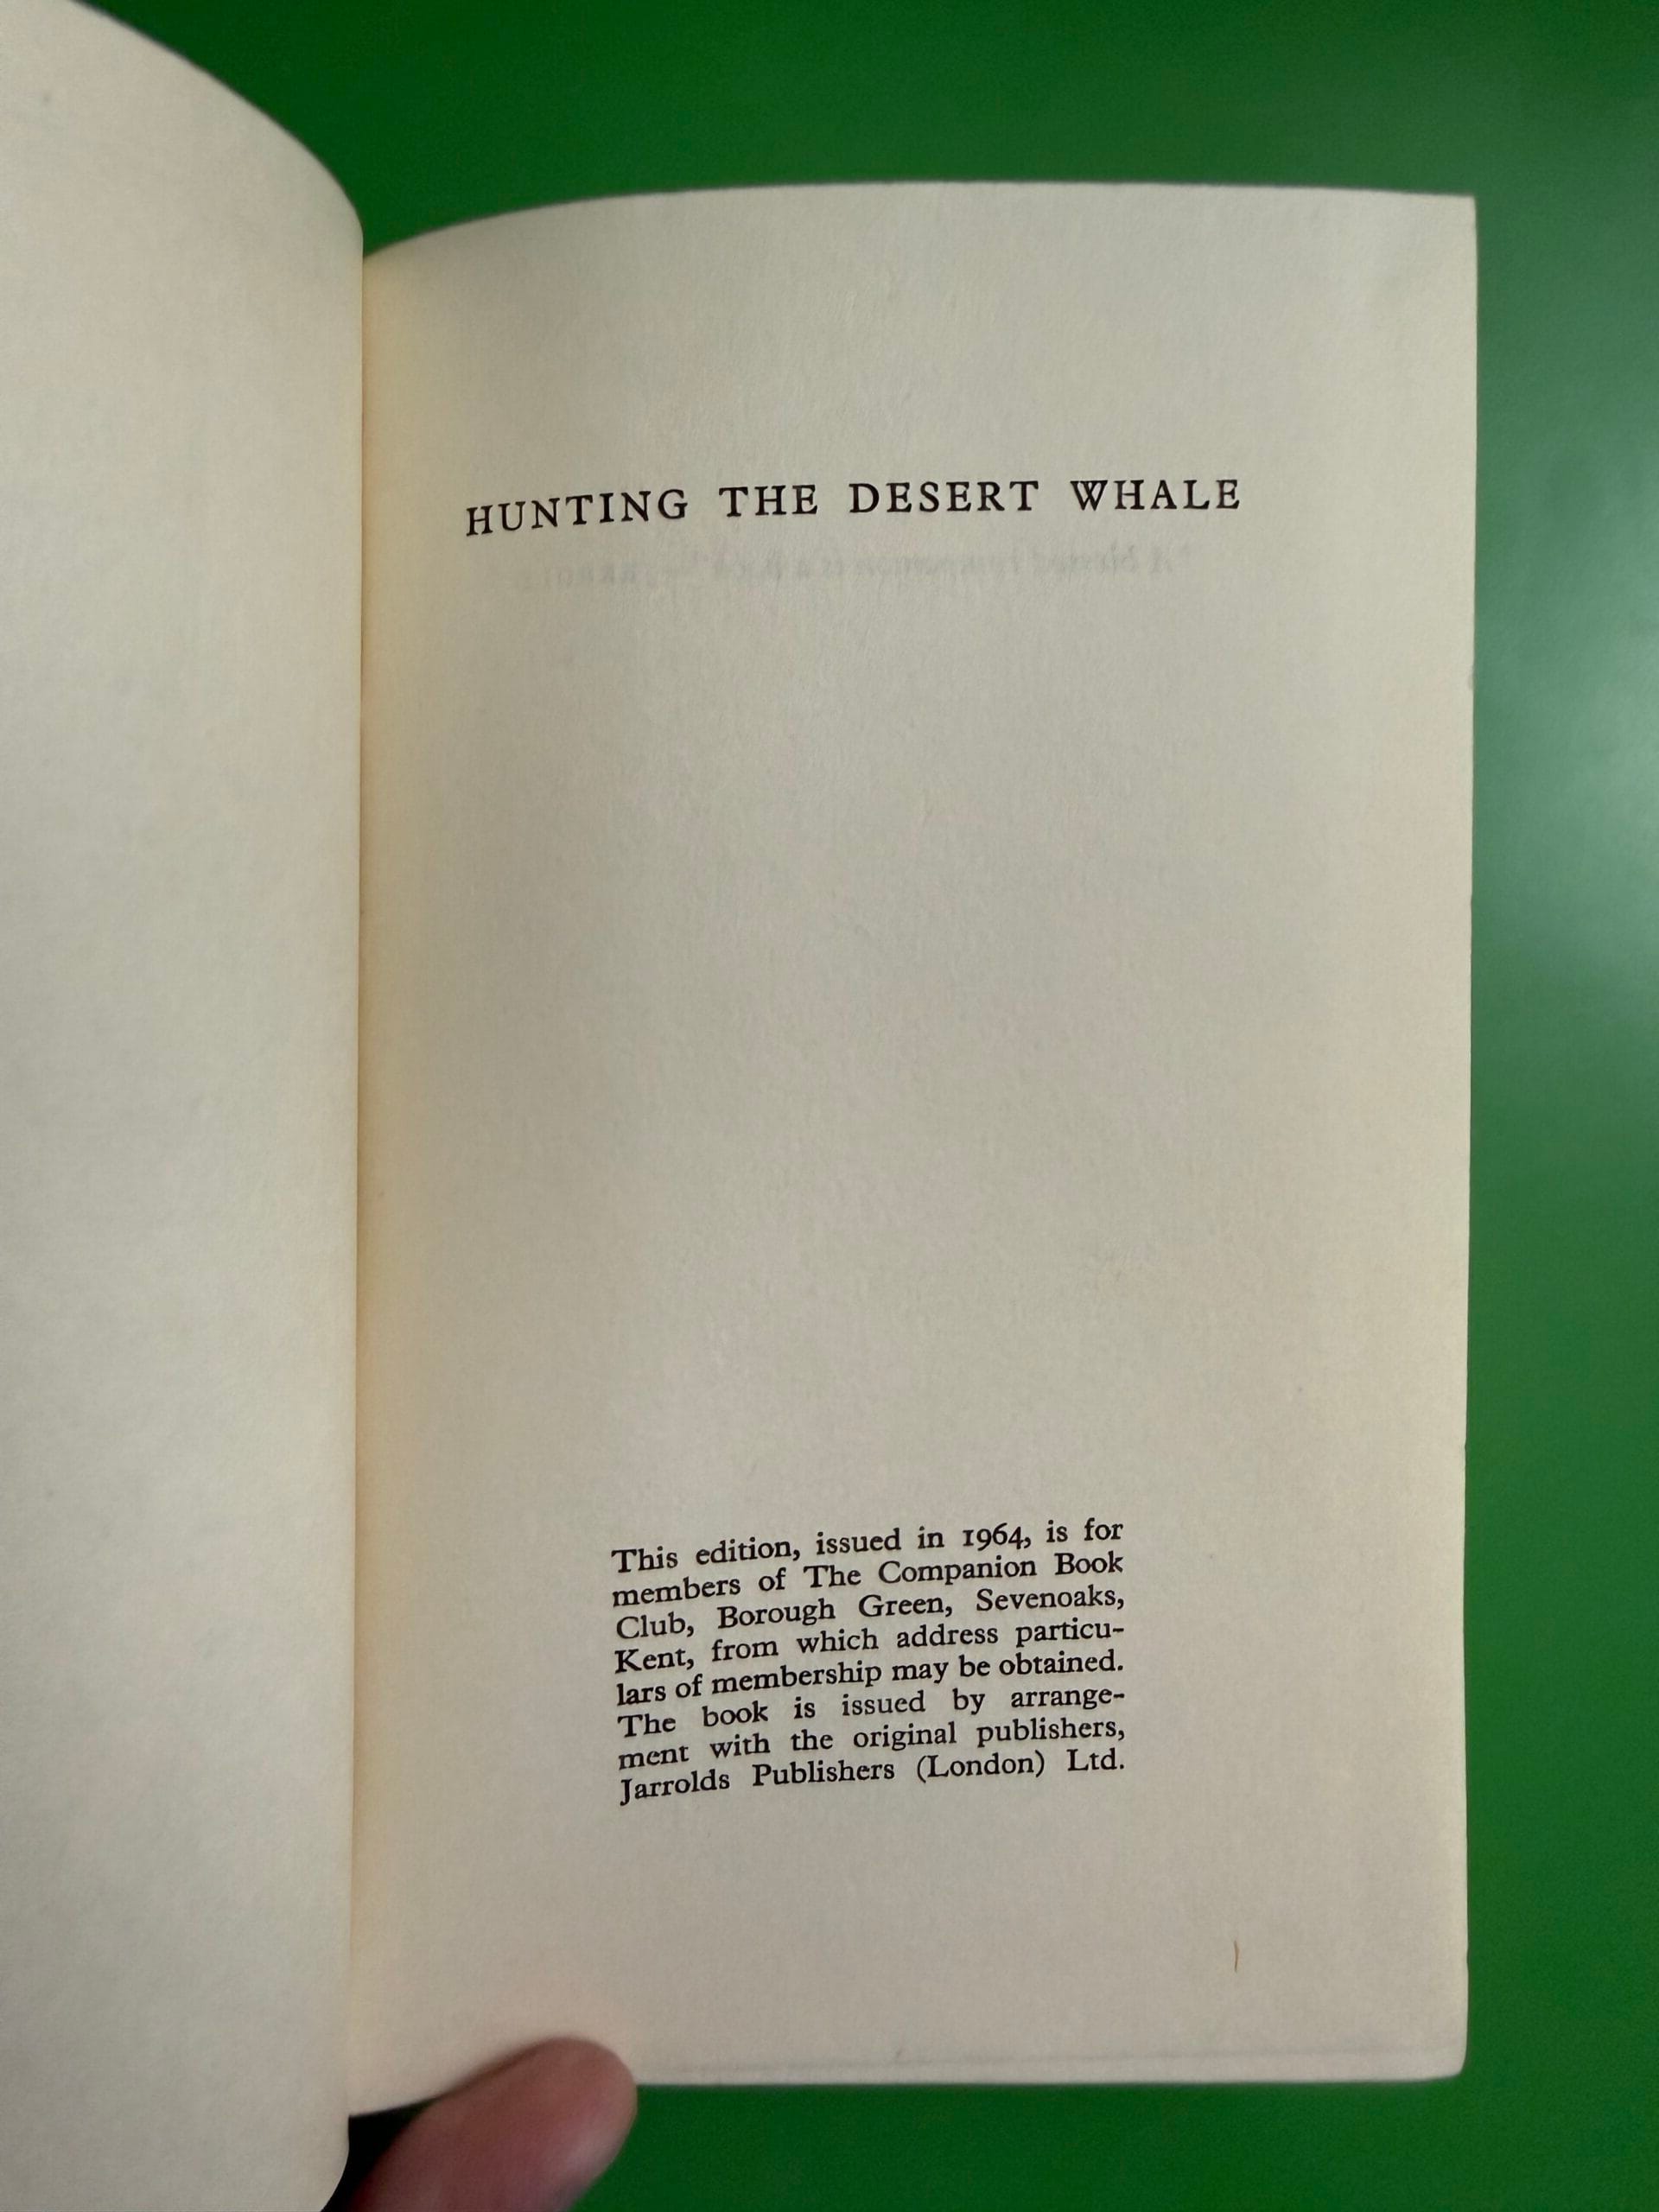 HUNTING THE DESERT WHALE
This edition, issued in 1964, is for
members of The Companion Book
Club, Borough Green, Sevenoaks,
Kent, from which address particu-
lars of membership may be obtained.
The book is issued by arrange-
ment with the original publishers,
Jarrolds Publishers (London) Ltd.